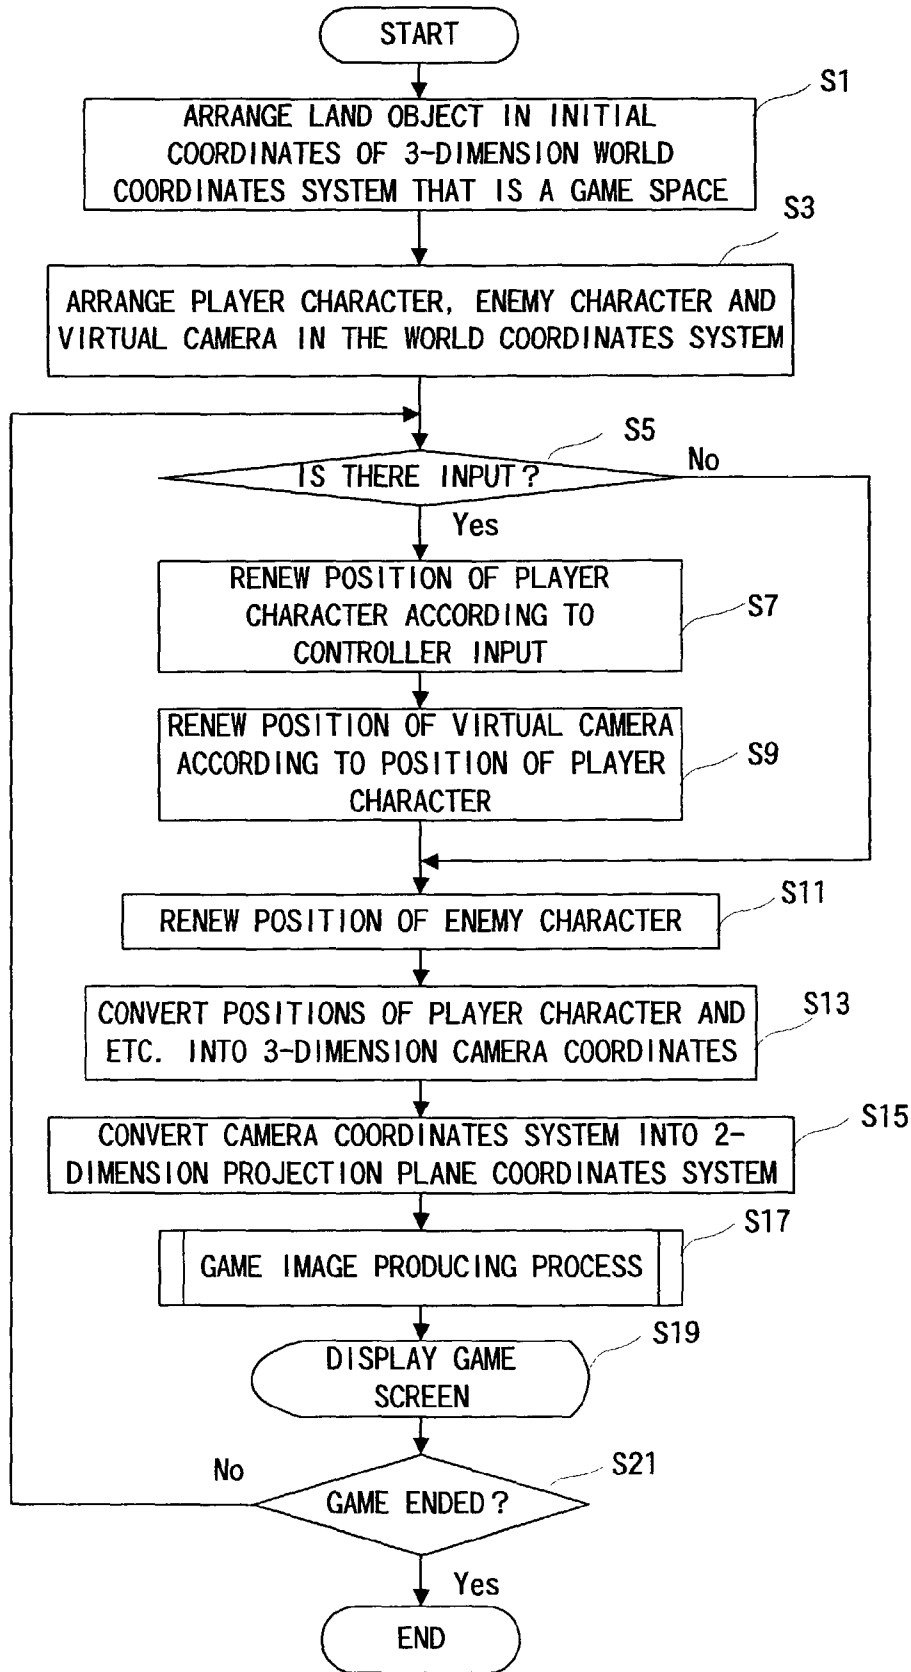 START
S1
ARRANGE LAND OBJECT IN INITIAL
COORDINATES OF 3-DIMENSION WORLD
COORDINATES SYSTEM THAT IS A GAME SPACE
S3
ARRANGE PLAYER CHARACTER, ENEMY CHARACTER AND
VIRTUAL CAMERA IN THE WORLD COORDINATES SYSTEM
S5
IS THERE INPUT?
No
Yes
RENEW POSITION OF PLAYER
CHARACTER ACCORDING TO
CONTROLLER INPUT
S7
RENEW POSITION OF VIRTUAL CAMERA
ACCORDING TO POSITION OF PLAYER
CHARACTER
S9
S11
RENEW POSITION OF ENEMY CHARACTER
S13
CONVERT POSITIONS OF PLAYER CHARACTER AND
ETC. INTO 3-DIMENSION CAMERA COORDINATES
S15
CONVERT CAMERA COORDINATES SYSTEM INTO 2-
DIMENSION PROJECTION PLANE COORDINATES SYSTEM
S17
GAME IMAGE PRODUCING PROCESS
S19
DISPLAY GAME
SCREEN
S21
No
GAME ENDED?
Yes
END